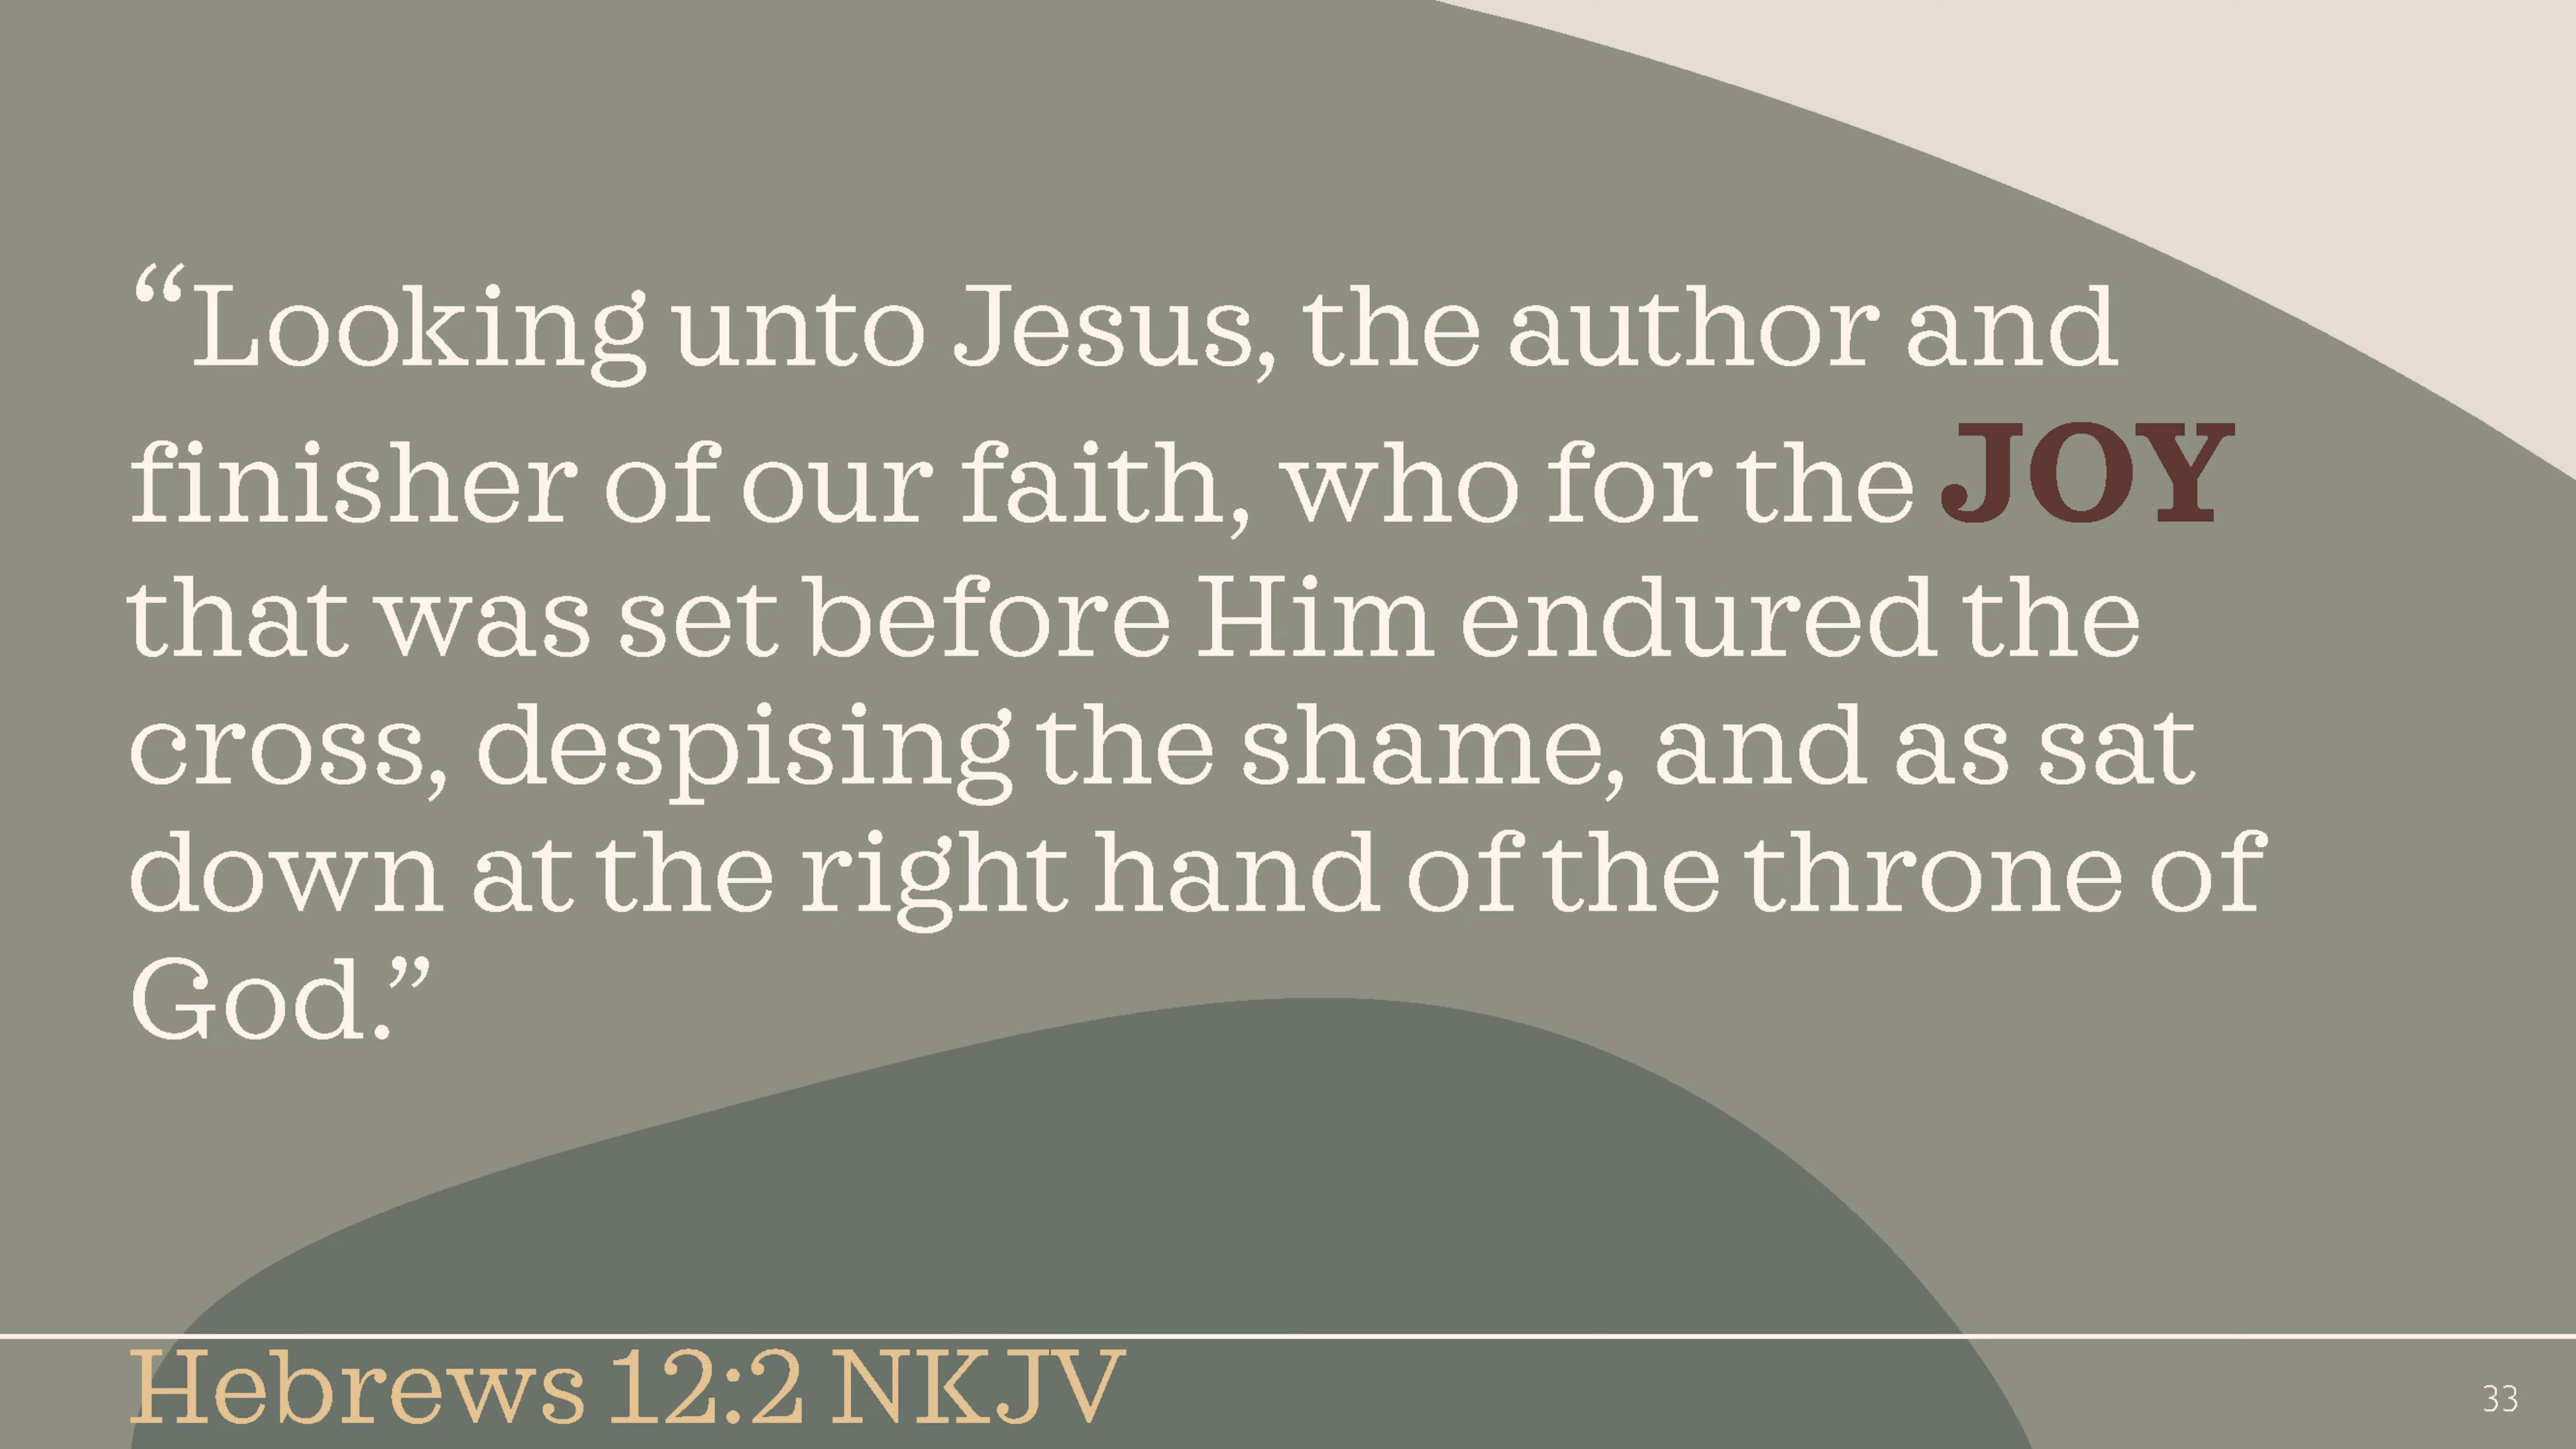 “Looking unto Jesus, the author and
finisher of our faith, who for the JOY
that was set before Him endured the
cross, despising the shame, and as sat
down at the right hand of the throne of
God.”
Hebrews 12:2 NKJV
33